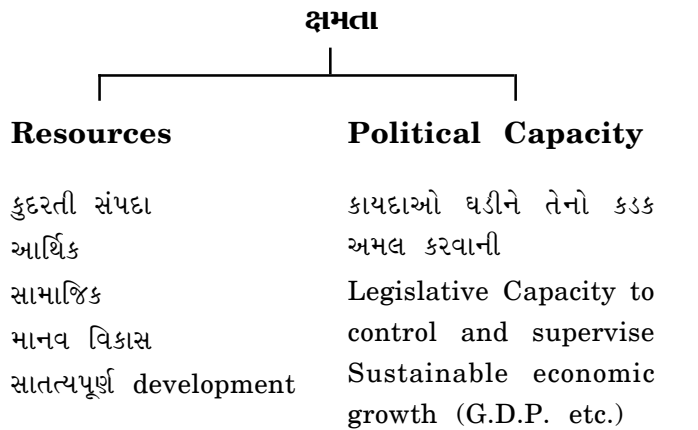 ક્ષમતા
Resources
કુદરતી સંપદા
આર્થિક
સામાજિક
માનવ વિકાસ
સાતત્યપૂર્ણ development
Political Capacity
કાયદાઓ ઘડીને તેનો કડક
અમલ કરવાની
Legislative Capacity to
control and supervise
Sustainable economic
growth (G.D.P. etc.)